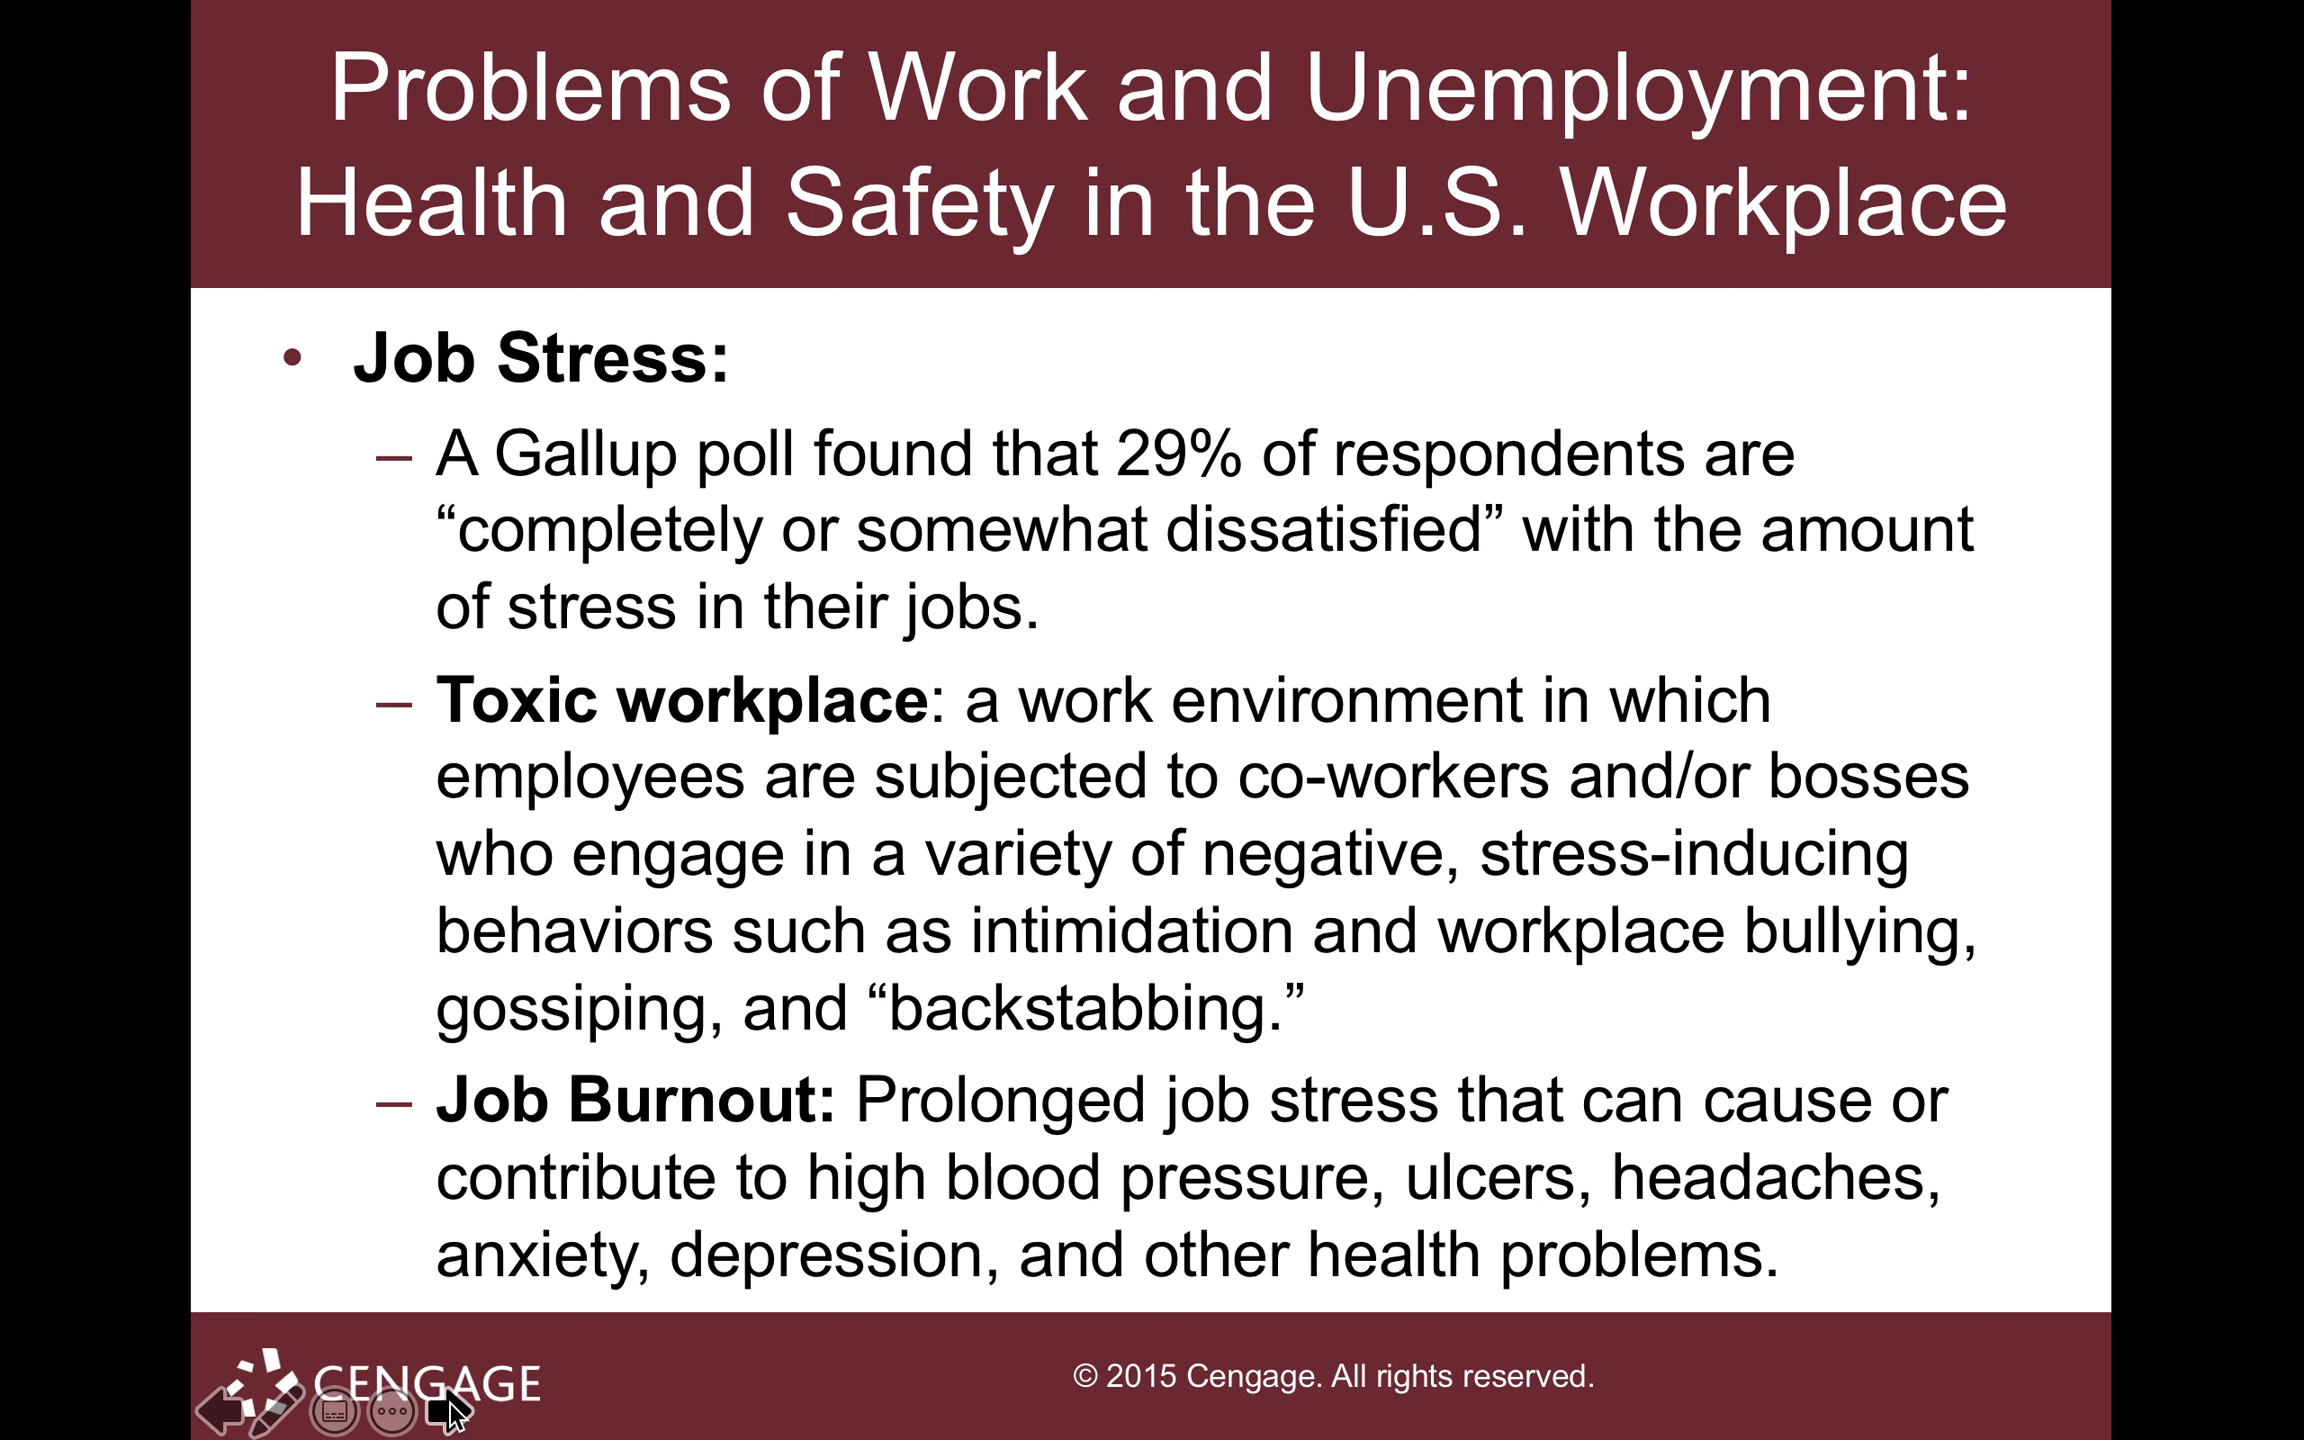 Problems of Work and Unemployment:
Health and Safety in the U.S. Workplace
• Job Stress:
– A Gallup poll found that 29% of respondents are
“completely or somewhat dissatisfied” with the amount
of stress in their jobs.
– Toxic workplace: a work environment in which
employees are subjected to co-workers and/or bosses
who engage in a variety of negative, stress-inducing
behaviors such as intimidation and workplace bullying,
gossiping, and “backstabbing.”
– Job Burnout: Prolonged job stress that can cause or
contribute to high blood pressure, ulcers, headaches,
anxiety, depression, and other health problems.
CENGAGE
© 2015 Cengage. All rights reserved.